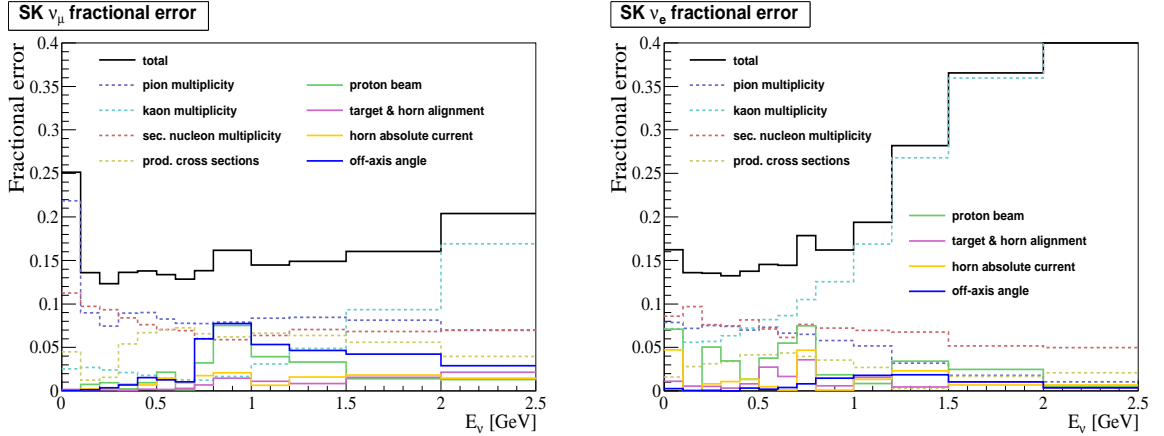 SK ν_μ fractional error
Fractional error
0.4
0.35
0.3
0.25
0.2
0.15
0.1
0.05
0
total
pion multiplicity
kaon multiplicity
sec. nucleon multiplicity
prod. cross sections
proton beam
target & horn alignment
horn absolute current
off-axis angle
0 0.5 1 1.5 2 2.5
E_ν [GeV]
SK ν_e fractional error
Fractional error
0.4
0.35
0.3
0.25
0.2
0.15
0.1
0.05
0
total
pion multiplicity
kaon multiplicity
sec. nucleon multiplicity
prod. cross sections
proton beam
target & horn alignment
horn absolute current
off-axis angle
0 0.5 1 1.5 2 2.5
E_ν [GeV]